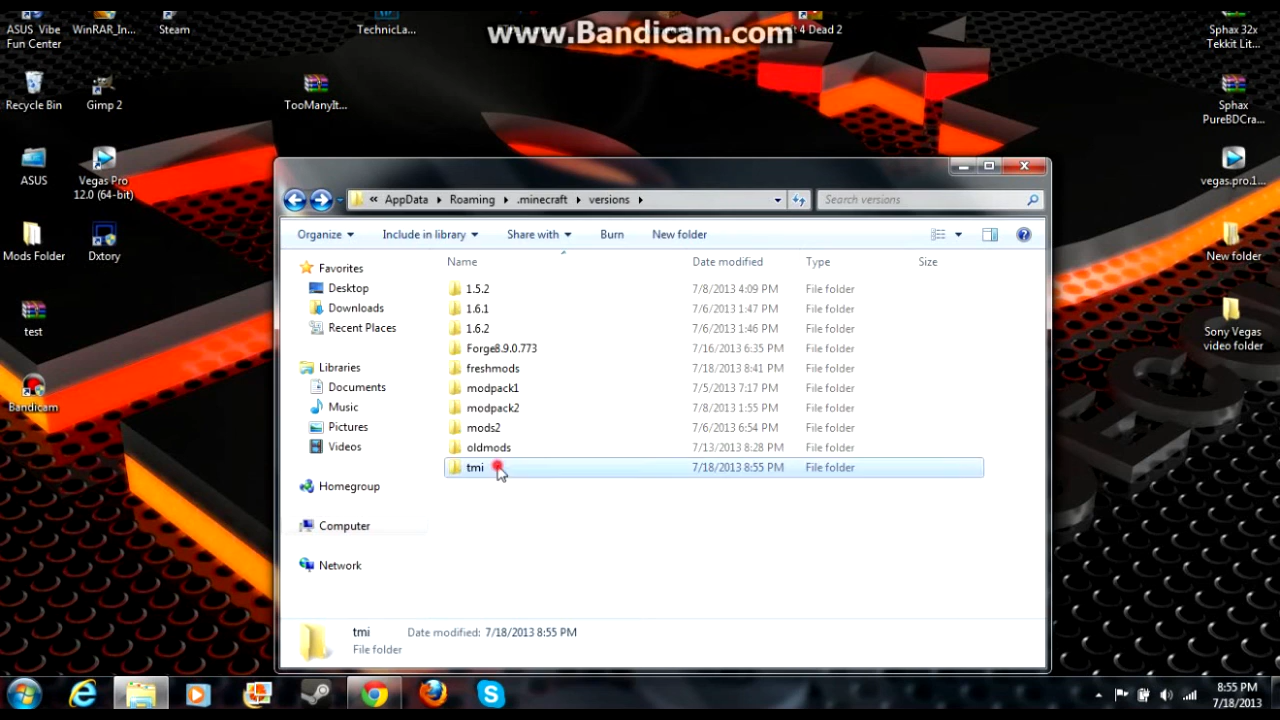 www.Bandicam.com
ASUS Vibe
Fun Center
WinRAR_In...
Steam
TechnicLa...
4 Dead 2
Sphax 32x
Tekkit Lit...
Recycle Bin
Gimp 2
TooManyIt...
Sphax
PureBDCra...
ASUS
Vegas Pro
12.0 (64-bit)
vegas.pro.1...
Mods Folder
Dxtory
New folder
test
Sony Vegas
video folder
Bandicam
« AppData Roaming .minecraft versions
Search versions
Organize Include in library Share with Burn New folder
Name Date modified Type Size
Favorites
Desktop
Downloads
Recent Places
Libraries
Documents
Music
Pictures
Videos
Homegroup
Computer
Network
1.5.2 7/8/2013 4:09 PM File folder
1.6.1 7/6/2013 1:47 PM File folder
1.6.2 7/6/2013 1:46 PM File folder
Forge8.9.0.773 7/16/2013 6:35 PM File folder
freshmods 7/18/2013 8:41 PM File folder
modpack1 7/5/2013 7:17 PM File folder
modpack2 7/8/2013 1:55 PM File folder
mods2 7/6/2013 6:54 PM File folder
oldmods 7/13/2013 8:28 PM File folder
tmi 7/18/2013 8:55 PM File folder
tmi Date modified: 7/18/2013 8:55 PM
File folder
8:55 PM
7/18/2013